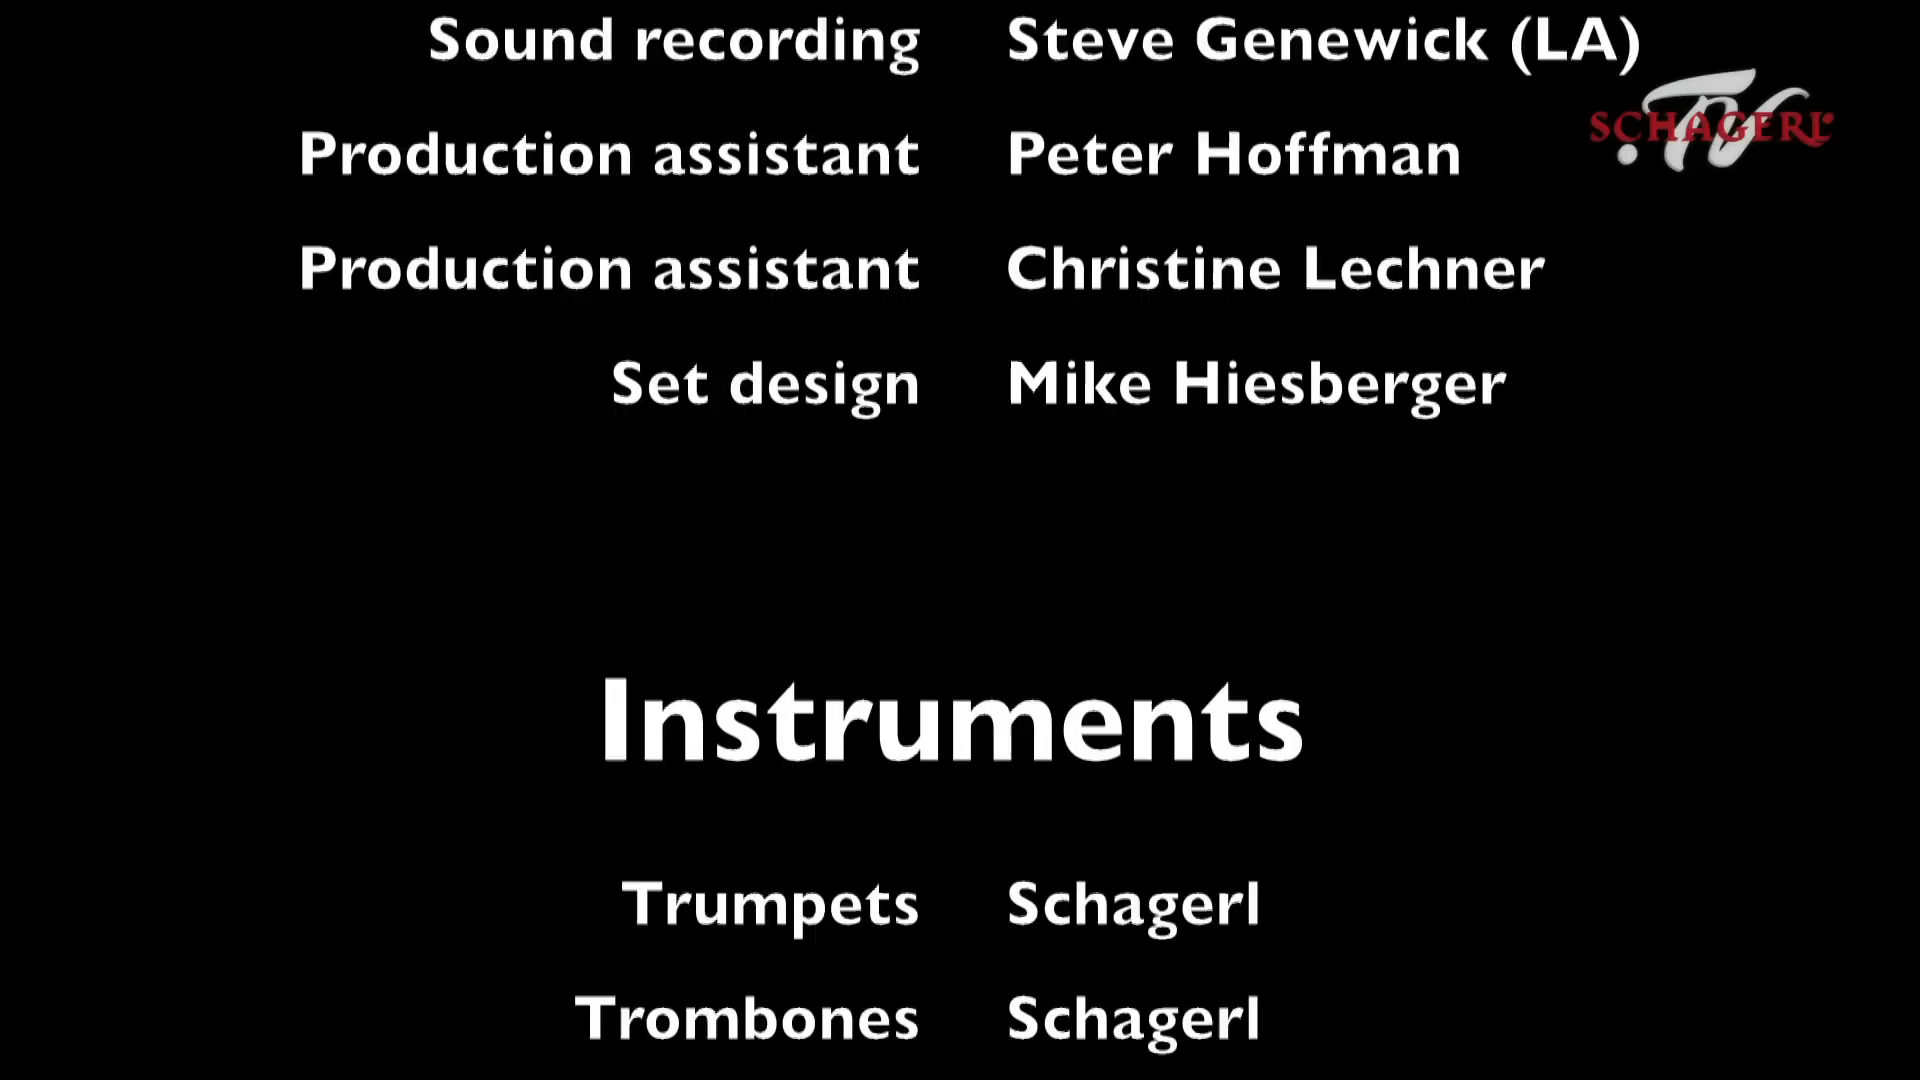 Sound recording Steve Genewick (LA)
SCHAGERL TV
Production assistant Peter Hoffman
Production assistant Christine Lechner
Set design Mike Hiesberger
Instruments
Trumpets Schagerl
Trombones Schagerl